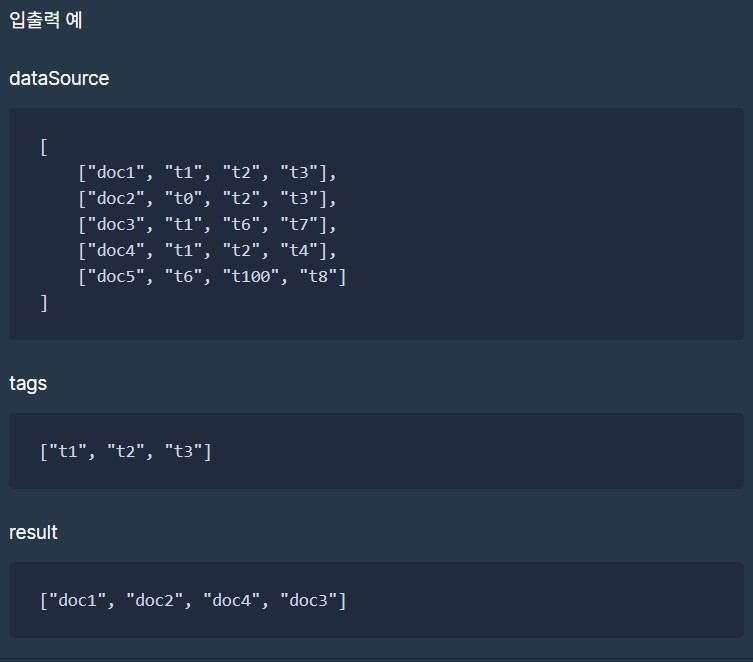 입출력 예
dataSource
[
    ["doc1", "t1", "t2", "t3"],
    ["doc2", "t0", "t2", "t3"],
    ["doc3", "t1", "t6", "t7"],
    ["doc4", "t1", "t2", "t4"],
    ["doc5", "t6", "t100", "t8"]
]
tags
["t1", "t2", "t3"]
result
["doc1", "doc2", "doc4", "doc3"]